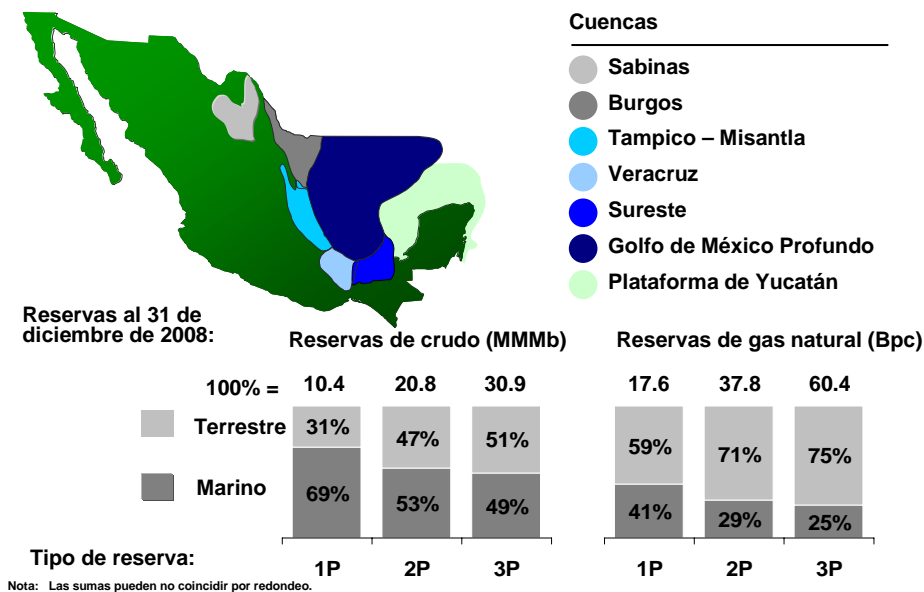 Cuencas
Sabinas
Burgos
Tampico – Misantla
Veracruz
Sureste
Golfo de México Profundo
Plataforma de Yucatán
Reservas al 31 de
diciembre de 2008:
Reservas de crudo (MMMb)
100% = 10.4 20.8 30.9
Terrestre 31% 47% 51%
Marino 69% 53% 49%
Reservas de gas natural (Bpc)
17.6 37.8 60.4
59% 71% 75%
41% 29% 25%
Tipo de reserva: 1P 2P 3P 1P 2P 3P
Nota: Las sumas pueden no coincidir por redondeo.